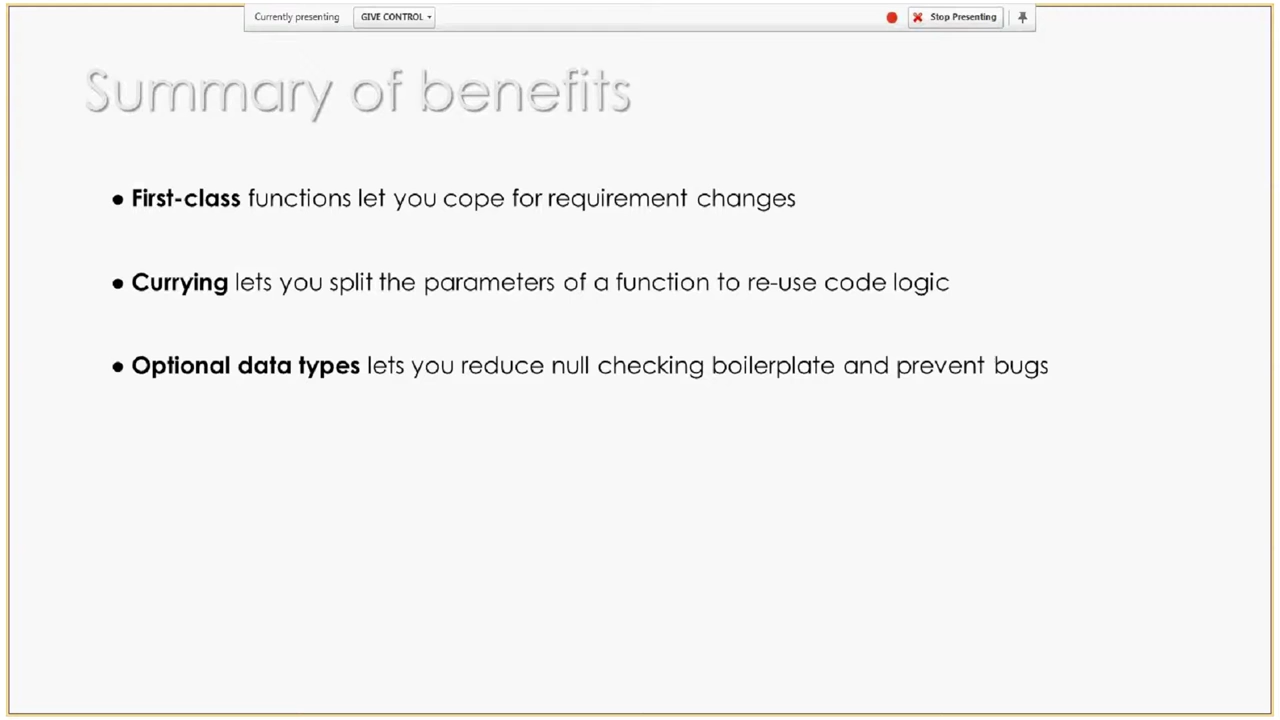 Currently presenting GIVE CONTROL Stop Presenting
Summary of benefits
• First-class functions let you cope for requirement changes
• Currying lets you split the parameters of a function to re-use code logic
• Optional data types lets you reduce null checking boilerplate and prevent bugs